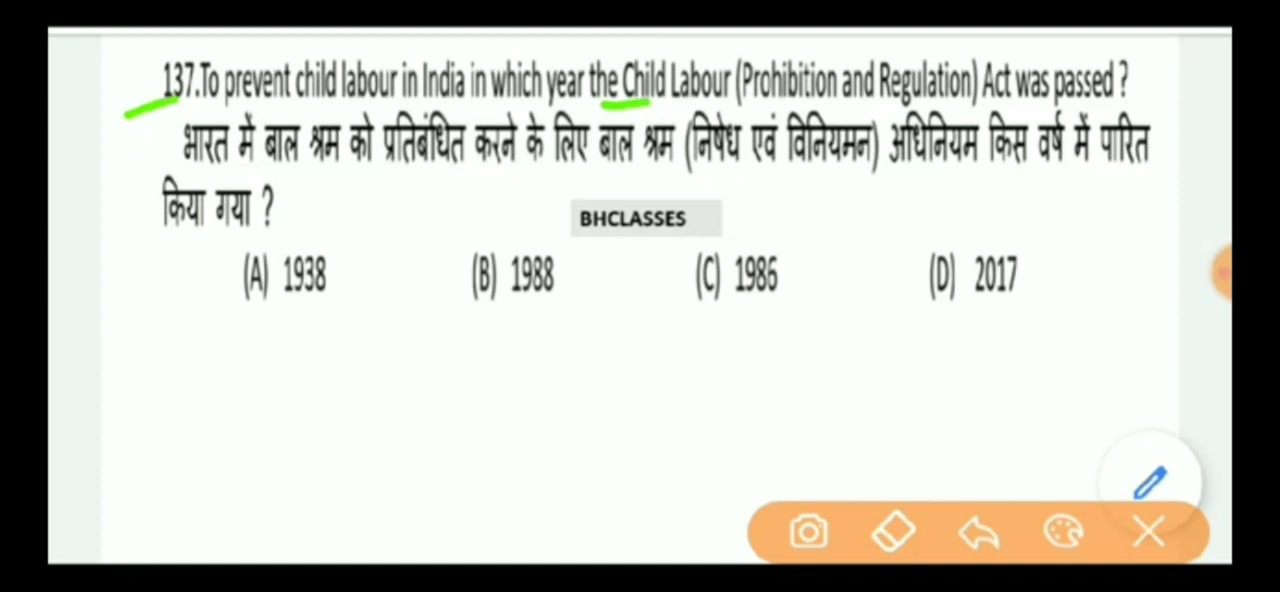 137.To prevent child labour in India in which year the Child Labour (Prohibition and Regulation) Act was passed ?
भारत में बाल श्रम को प्रतिबंधित करने के लिए बाल श्रम (निषेध एवं विनियमन) अधिनियम किस वर्ष में पारित
किया गया ?
BHCLASSES
(A) 1938 (B) 1988 (C) 1986 (D) 2017